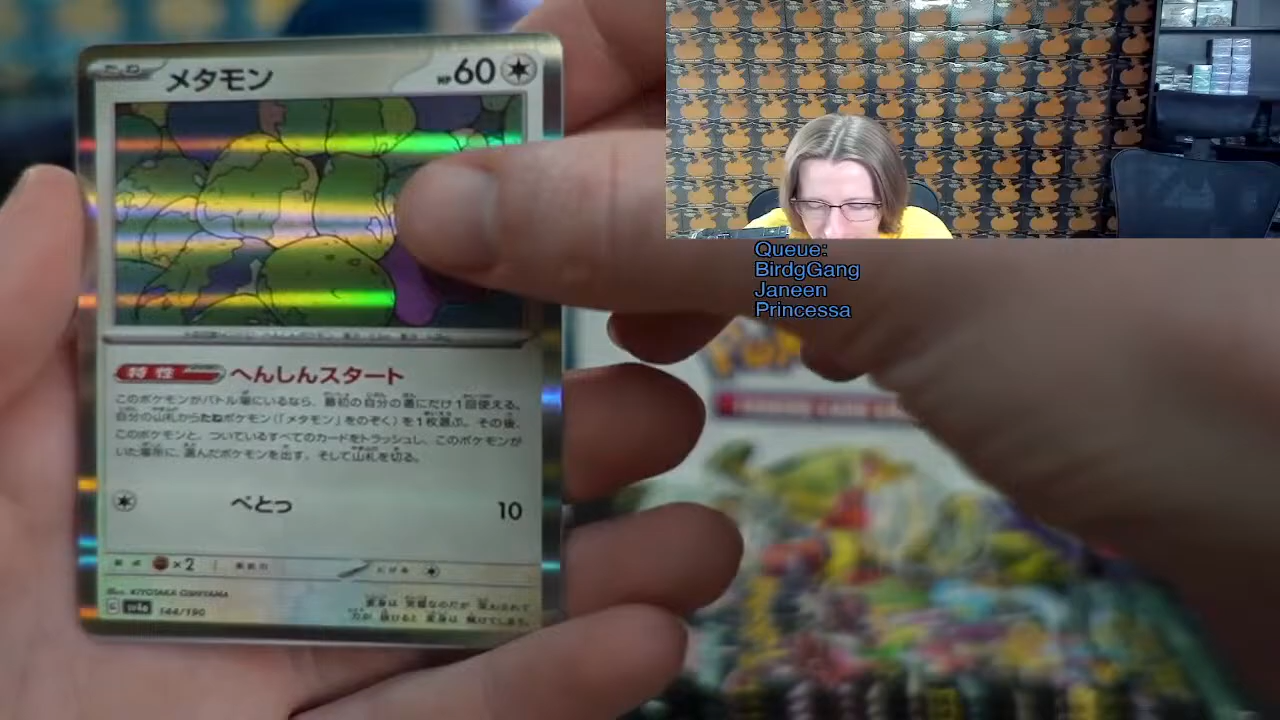 メタモン
HP60
特性 へんしんスタート
このポケモンがバトル場にいるなら、最初の自分の番にだけ1回使える。
自分の山札からたねポケモン(「メタモン」をのぞく)を1枚選ぶ。その後、
このポケモンと、ついているすべてのカードをトラッシュし、このポケモンが
いた場所に、選んだポケモンを出す。そして山札を切る。
べとっ 10
×2
sv4a 144/190
Queue:
BirdgGang
Janeen
Princessa